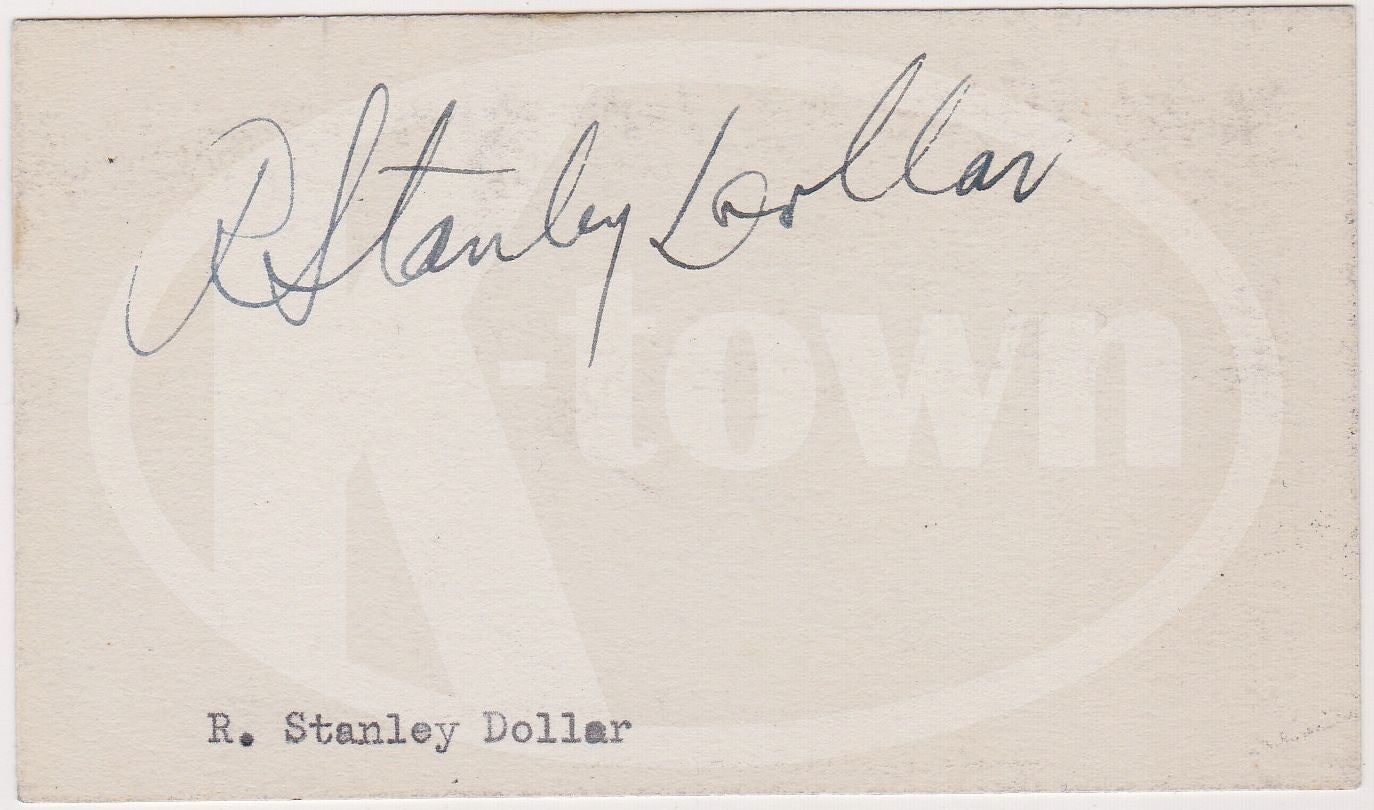 R Stanley Dollar
K-town
R. Stanley Dollar